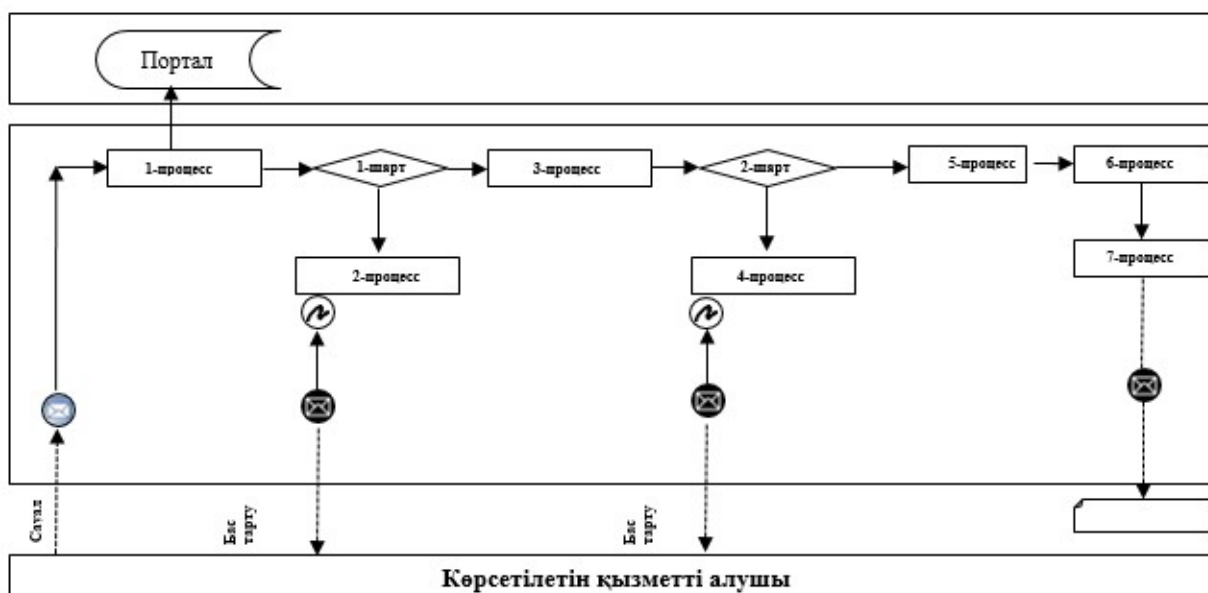 Портал
1-процесс
1-шарт
3-процесс
2-шарт
5-процесс
6-процесс
2-процесс
4-процесс
7-процесс
Сауал
Бас
тарту
Бас
тарту
Көрсетілетін қызметті алушы